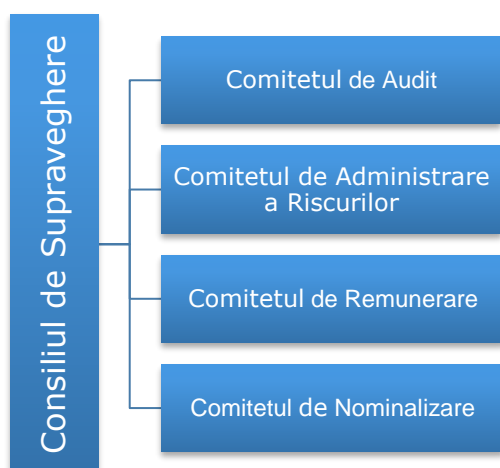 Consiliul de Supraveghere
Comitetul de Audit
Comitetul de Administrare
a Riscurilor
Comitetul de Remunerare
Comitetul de Nominalizare